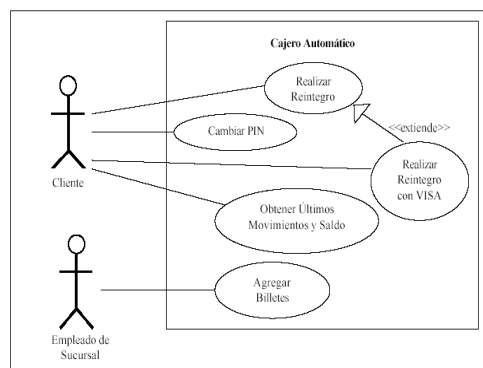 Cajero Automático
Realizar
Reintegro
<<extiende>>
Cambiar PIN
Realizar
Reintegro
con VISA
Cliente
Obtener Últimos
Movimientos y Saldo
Agregar
Billetes
Empleado de
Sucursal